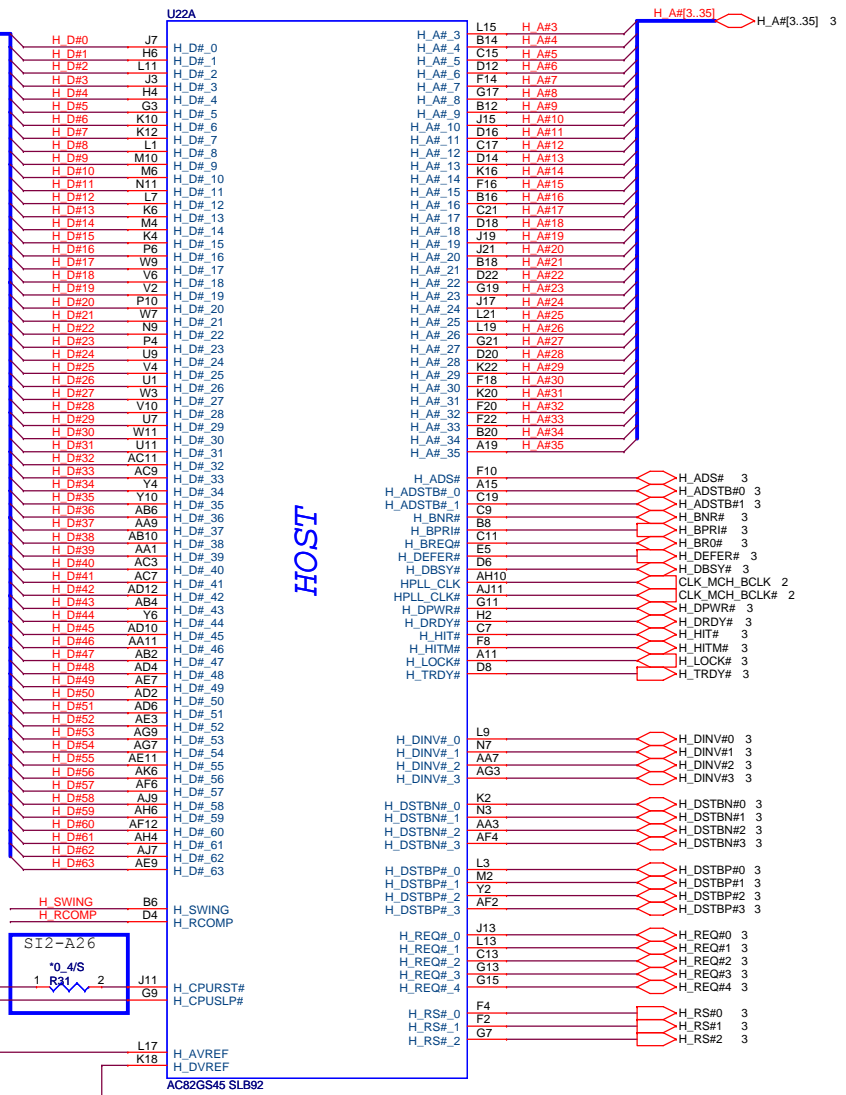 U22A
H_D#0 J7 H_D#_0
H_D#1 H6 H_D#_1
H_D#2 L11 H_D#_2
H_D#3 J3 H_D#_3
H_D#4 H4 H_D#_4
H_D#5 G3 H_D#_5
H_D#6 K10 H_D#_6
H_D#7 K12 H_D#_7
H_D#8 L1 H_D#_8
H_D#9 M10 H_D#_9
H_D#10 M6 H_D#_10
H_D#11 N11 H_D#_11
H_D#12 L7 H_D#_12
H_D#13 K6 H_D#_13
H_D#14 M4 H_D#_14
H_D#15 K4 H_D#_15
H_D#16 P6 H_D#_16
H_D#17 W9 H_D#_17
H_D#18 V6 H_D#_18
H_D#19 V2 H_D#_19
H_D#20 P10 H_D#_20
H_D#21 W7 H_D#_21
H_D#22 N9 H_D#_22
H_D#23 P4 H_D#_23
H_D#24 U9 H_D#_24
H_D#25 V4 H_D#_25
H_D#26 U1 H_D#_26
H_D#27 W3 H_D#_27
H_D#28 V10 H_D#_28
H_D#29 U7 H_D#_29
H_D#30 W11 H_D#_30
H_D#31 U11 H_D#_31
H_D#32 AC11 H_D#_32
H_D#33 AC9 H_D#_33
H_D#34 Y4 H_D#_34
H_D#35 Y10 H_D#_35
H_D#36 AB6 H_D#_36
H_D#37 AA9 H_D#_37
H_D#38 AB10 H_D#_38
H_D#39 AA1 H_D#_39
H_D#40 AC3 H_D#_40
H_D#41 AC7 H_D#_41
H_D#42 AD12 H_D#_42
H_D#43 AB4 H_D#_43
H_D#44 Y6 H_D#_44
H_D#45 AD10 H_D#_45
H_D#46 AA11 H_D#_46
H_D#47 AB2 H_D#_47
H_D#48 AD4 H_D#_48
H_D#49 AE7 H_D#_49
H_D#50 AD2 H_D#_50
H_D#51 AD6 H_D#_51
H_D#52 AE3 H_D#_52
H_D#53 AG9 H_D#_53
H_D#54 AG7 H_D#_54
H_D#55 AE11 H_D#_55
H_D#56 AK6 H_D#_56
H_D#57 AF6 H_D#_57
H_D#58 AJ9 H_D#_58
H_D#59 AH6 H_D#_59
H_D#60 AF12 H_D#_60
H_D#61 AH4 H_D#_61
H_D#62 AJ7 H_D#_62
H_D#63 AE9 H_D#_63
H_SWING B6 H_SWING
H_RCOMP D4 H_RCOMP
SI2-A26
*0_4/S
1 R31 2 J11 H_CPURST#
G9 H_CPUSLP#
L17 H_AVREF
K18 H_DVREF
HOST
H_A#[3..35] H_A#[3..35] 3
H_A#_3 L15 H_A#3
H_A#_4 B14 H_A#4
H_A#_5 C15 H_A#5
H_A#_6 D12 H_A#6
H_A#_7 F14 H_A#7
H_A#_8 G17 H_A#8
H_A#_9 B12 H_A#9
H_A#_10 J15 H_A#10
H_A#_11 D16 H_A#11
H_A#_12 C17 H_A#12
H_A#_13 D14 H_A#13
H_A#_14 K16 H_A#14
H_A#_15 F16 H_A#15
H_A#_16 B16 H_A#16
H_A#_17 C21 H_A#17
H_A#_18 D18 H_A#18
H_A#_19 J19 H_A#19
H_A#_20 J21 H_A#20
H_A#_21 B18 H_A#21
H_A#_22 D22 H_A#22
H_A#_23 G19 H_A#23
H_A#_24 J17 H_A#24
H_A#_25 L21 H_A#25
H_A#_26 L19 H_A#26
H_A#_27 G21 H_A#27
H_A#_28 D20 H_A#28
H_A#_29 K22 H_A#29
H_A#_30 F18 H_A#30
H_A#_31 K20 H_A#31
H_A#_32 F20 H_A#32
H_A#_33 F22 H_A#33
H_A#_34 B20 H_A#34
H_A#_35 A19 H_A#35
H_ADS# F10 H_ADS# 3
H_ADSTB#_0 A15 H_ADSTB#0 3
H_ADSTB#_1 C19 H_ADSTB#1 3
H_BNR# C9 H_BNR# 3
H_BPRI# B8 H_BPRI# 3
H_BREQ# C11 H_BR0# 3
H_DEFER# E5 H_DEFER# 3
H_DBSY# D6 H_DBSY# 3
HPLL_CLK AH10 CLK_MCH_BCLK 2
HPLL_CLK# AJ11 CLK_MCH_BCLK# 2
H_DPWR# G11 H_DPWR# 3
H_DRDY# H2 H_DRDY# 3
H_HIT# C7 H_HIT# 3
H_HITM# F8 H_HITM# 3
H_LOCK# A11 H_LOCK# 3
H_TRDY# D8 H_TRDY# 3
H_DINV#_0 L9 H_DINV#0 3
H_DINV#_1 N7 H_DINV#1 3
H_DINV#_2 AA7 H_DINV#2 3
H_DINV#_3 AG3 H_DINV#3 3
H_DSTBN#_0 K2 H_DSTBN#0 3
H_DSTBN#_1 N3 H_DSTBN#1 3
H_DSTBN#_2 AA3 H_DSTBN#2 3
H_DSTBN#_3 AF4 H_DSTBN#3 3
H_DSTBP#_0 L3 H_DSTBP#0 3
H_DSTBP#_1 M2 H_DSTBP#1 3
H_DSTBP#_2 Y2 H_DSTBP#2 3
H_DSTBP#_3 AF2 H_DSTBP#3 3
H_REQ#_0 J13 H_REQ#0 3
H_REQ#_1 L13 H_REQ#1 3
H_REQ#_2 C13 H_REQ#2 3
H_REQ#_3 G13 H_REQ#3 3
H_REQ#_4 G15 H_REQ#4 3
H_RS#_0 F4 H_RS#0 3
H_RS#_1 F2 H_RS#1 3
H_RS#_2 G7 H_RS#2 3
AC82GS45 SLB92